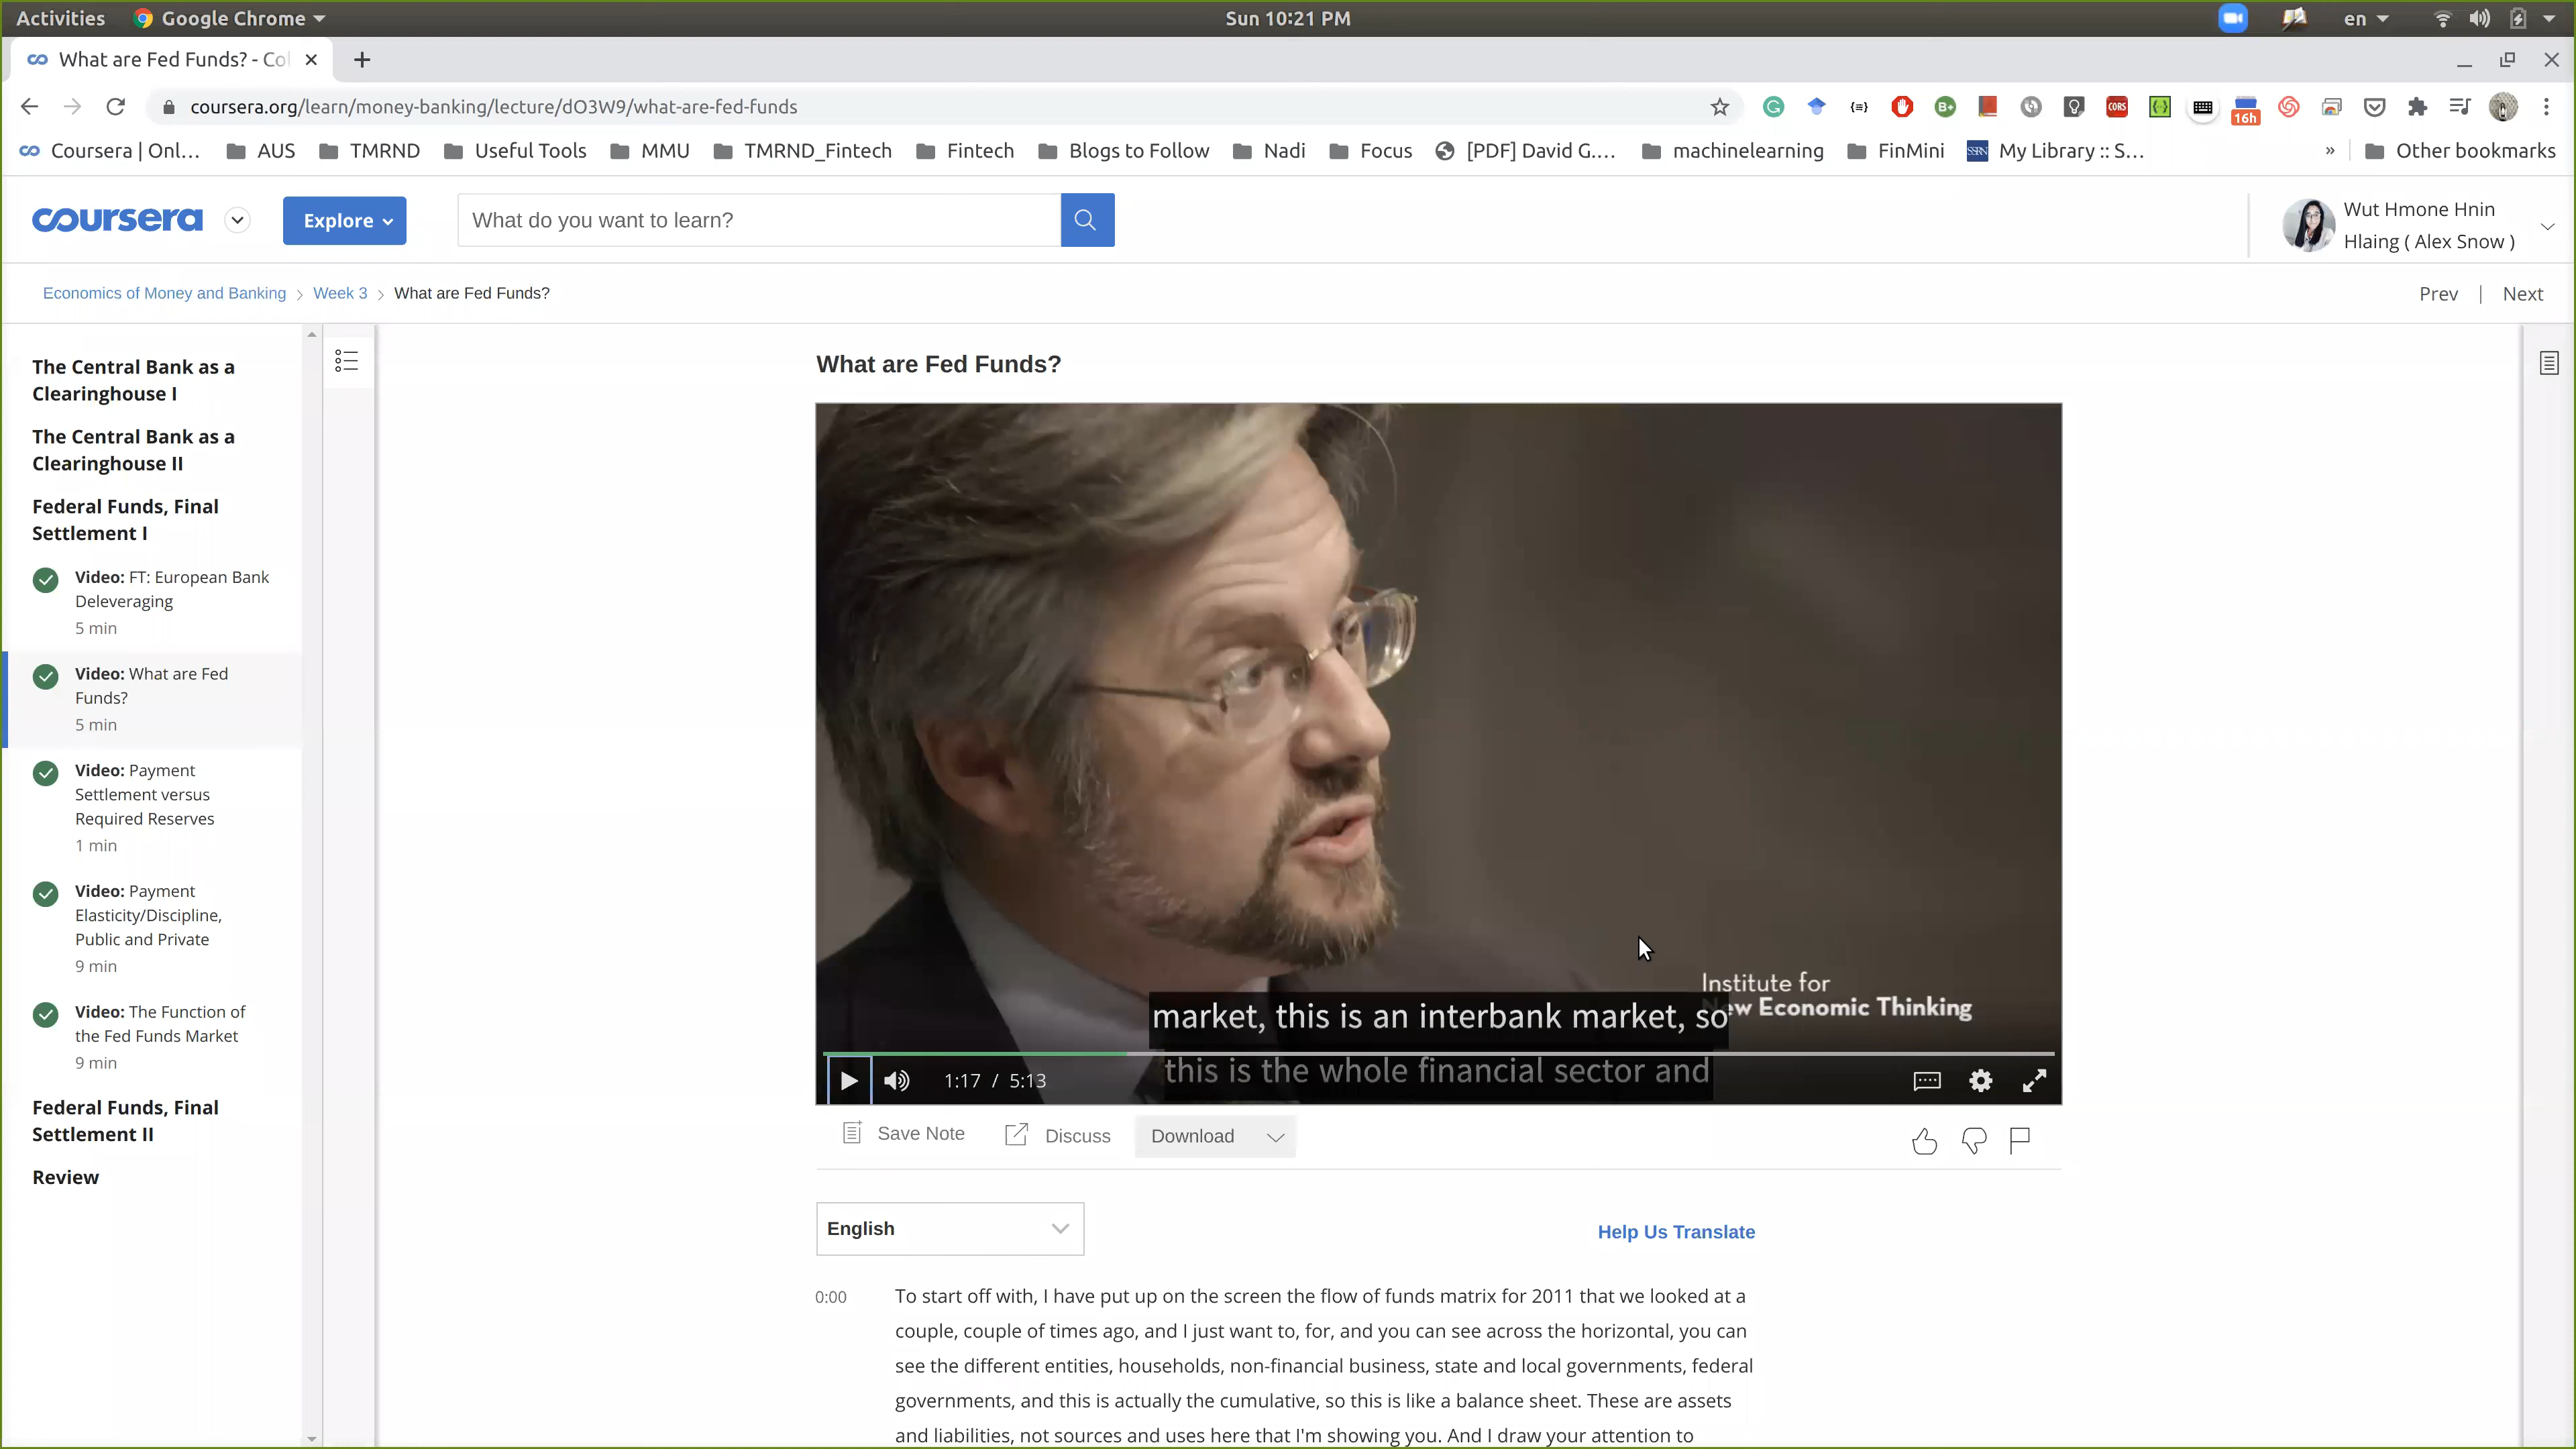 Activities Google Chrome Sun 10:21 PM en
What are Fed Funds? - Co
coursera.org/learn/money-banking/lecture/dO3W9/what-are-fed-funds
B+ CORS 16h
Coursera | Onl... AUS TMRND Useful Tools MMU TMRND_Fintech Fintech Blogs to Follow Nadi Focus [PDF] David G.... machinelearning FinMini SSRN My Library :: S... » Other bookmarks
coursera Explore What do you want to learn?
Wut Hmone Hnin
Hlaing ( Alex Snow )
Economics of Money and Banking > Week 3 > What are Fed Funds? Prev | Next
The Central Bank as a
Clearinghouse I
The Central Bank as a
Clearinghouse II
Federal Funds, Final
Settlement I
Video: FT: European Bank
Deleveraging
5 min
Video: What are Fed
Funds?
5 min
Video: Payment
Settlement versus
Required Reserves
1 min
Video: Payment
Elasticity/Discipline,
Public and Private
9 min
Video: The Function of
the Fed Funds Market
9 min
Federal Funds, Final
Settlement II
Review
What are Fed Funds?
Institute for
New Economic Thinking
market, this is an interbank market, so
this is the whole financial sector and
1:17 / 5:13
Save Note Discuss Download
English Help Us Translate
0:00 To start off with, I have put up on the screen the flow of funds matrix for 2011 that we looked at a
couple, couple of times ago, and I just want to, for, and you can see across the horizontal, you can
see the different entities, households, non-financial business, state and local governments, federal
governments, and this is actually the cumulative, so this is like a balance sheet. These are assets
and liabilities, not sources and uses here that I'm showing you. And I draw your attention to